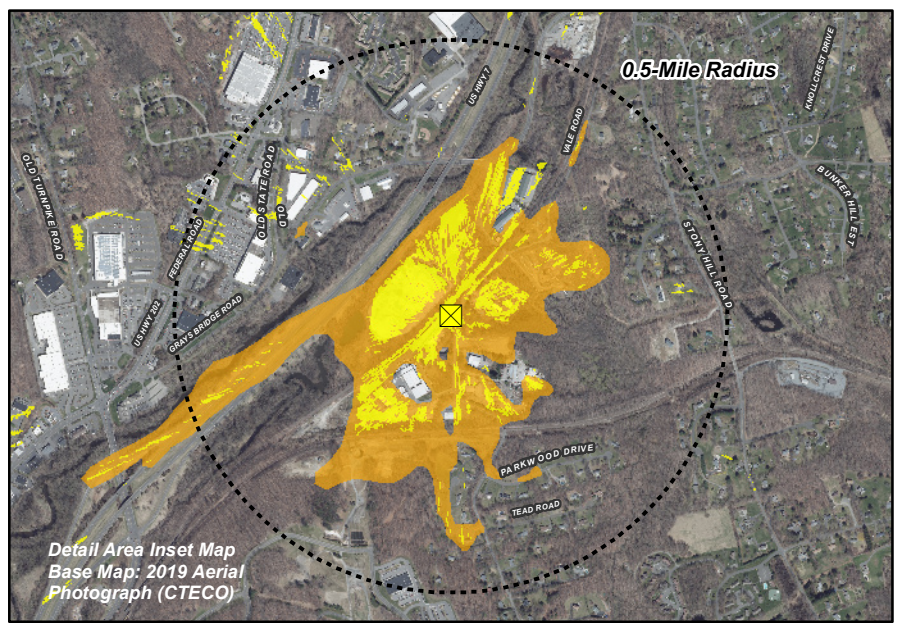 0.5-Mile Radius
KNOLLCREST DRIVE
US HWY 7
VALE ROAD
OLD TURNPIKE ROAD
OLD STATE ROAD
OLD
BUNKER HILL EST
FEDERAL ROAD
STONY HILL ROAD
US HWY 202
GRAYS BRIDGE ROAD
PARKWOOD DRIVE
TEAD ROAD
Detail Area Inset Map
Base Map: 2019 Aerial
Photograph (CTECO)